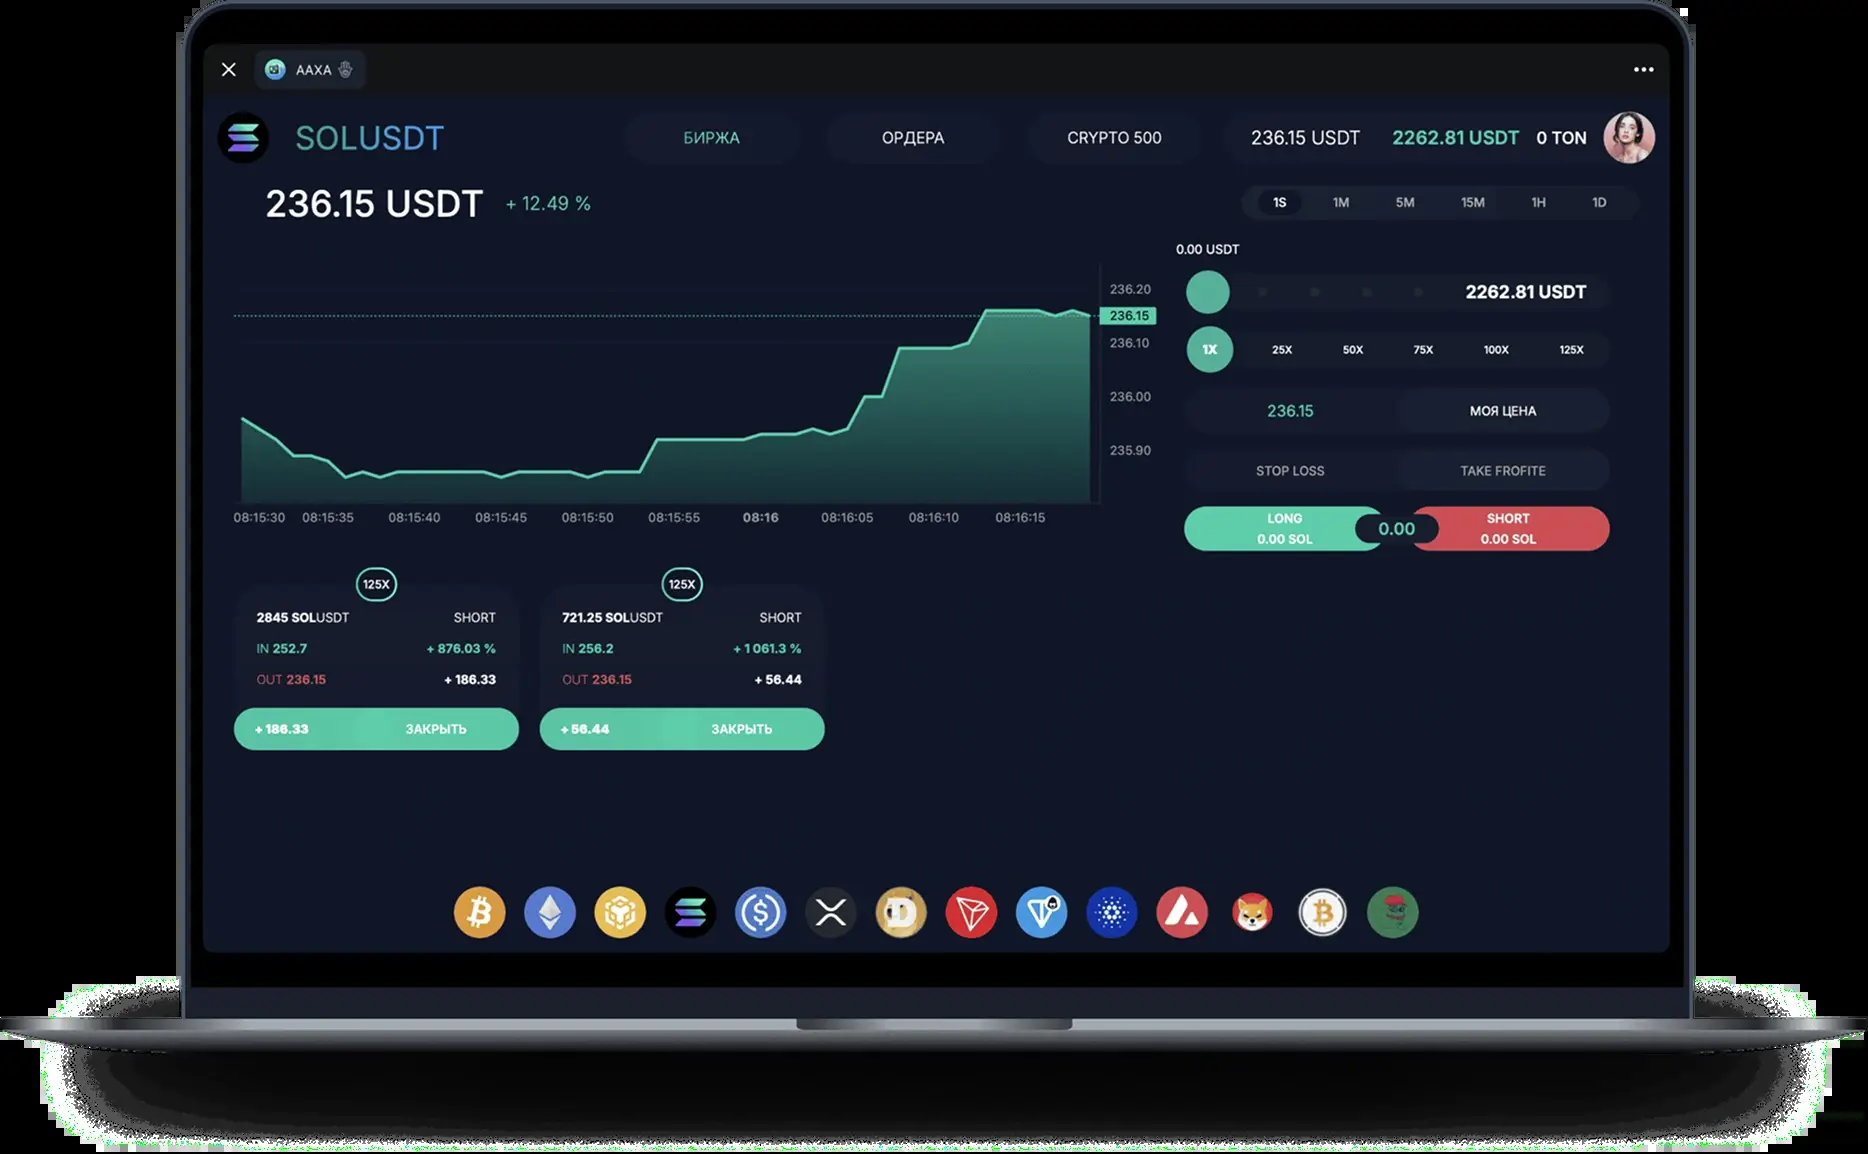 AAXA
SOLUSDT
БИРЖА
ОРДЕРА
CRYPTO 500
236.15 USDT
2262.81 USDT
0 TON
236.15 USDT
+ 12.49 %
1S 1M 5M 15M 1H 1D
0.00 USDT
2262.81 USDT
1X 25X 50X 75X 100X 125X
236.15 МОЯ ЦЕНА
STOP LOSS TAKE FROFITE
LONG
0.00 SOL
0.00
SHORT
0.00 SOL
236.20
236.15
236.10
236.00
235.90
08:15:30 08:15:35 08:15:40 08:15:45 08:15:50 08:15:55 08:16 08:16:05 08:16:10 08:16:15
125X
2845 SOLUSDT SHORT
IN 252.7 + 876.03 %
OUT 236.15 + 186.33
+ 186.33 ЗАКРЫТЬ
125X
721.25 SOLUSDT SHORT
IN 256.2 + 1 061.3 %
OUT 236.15 + 56.44
+ 56.44 ЗАКРЫТЬ